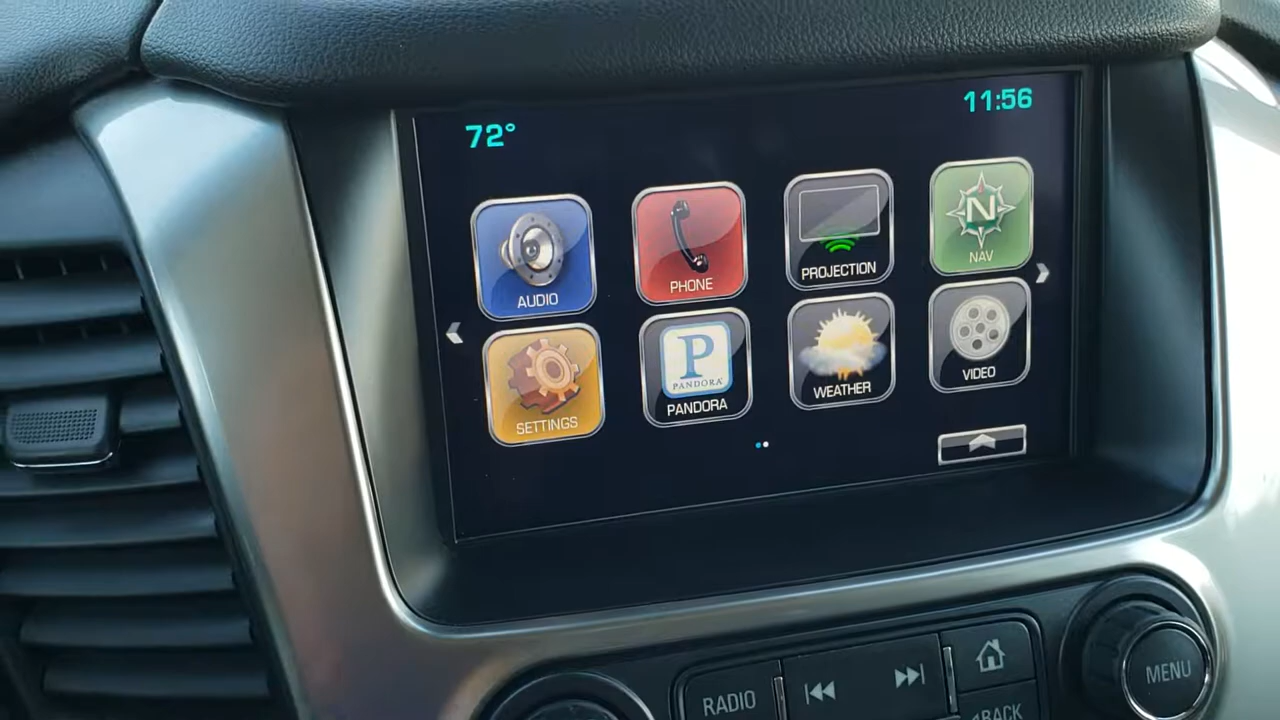 72°
11:56
AUDIO
PHONE
PROJECTION
N
NAV
SETTINGS
P
PANDORA
PANDORA
WEATHER
VIDEO
RADIO
MENU
BACK